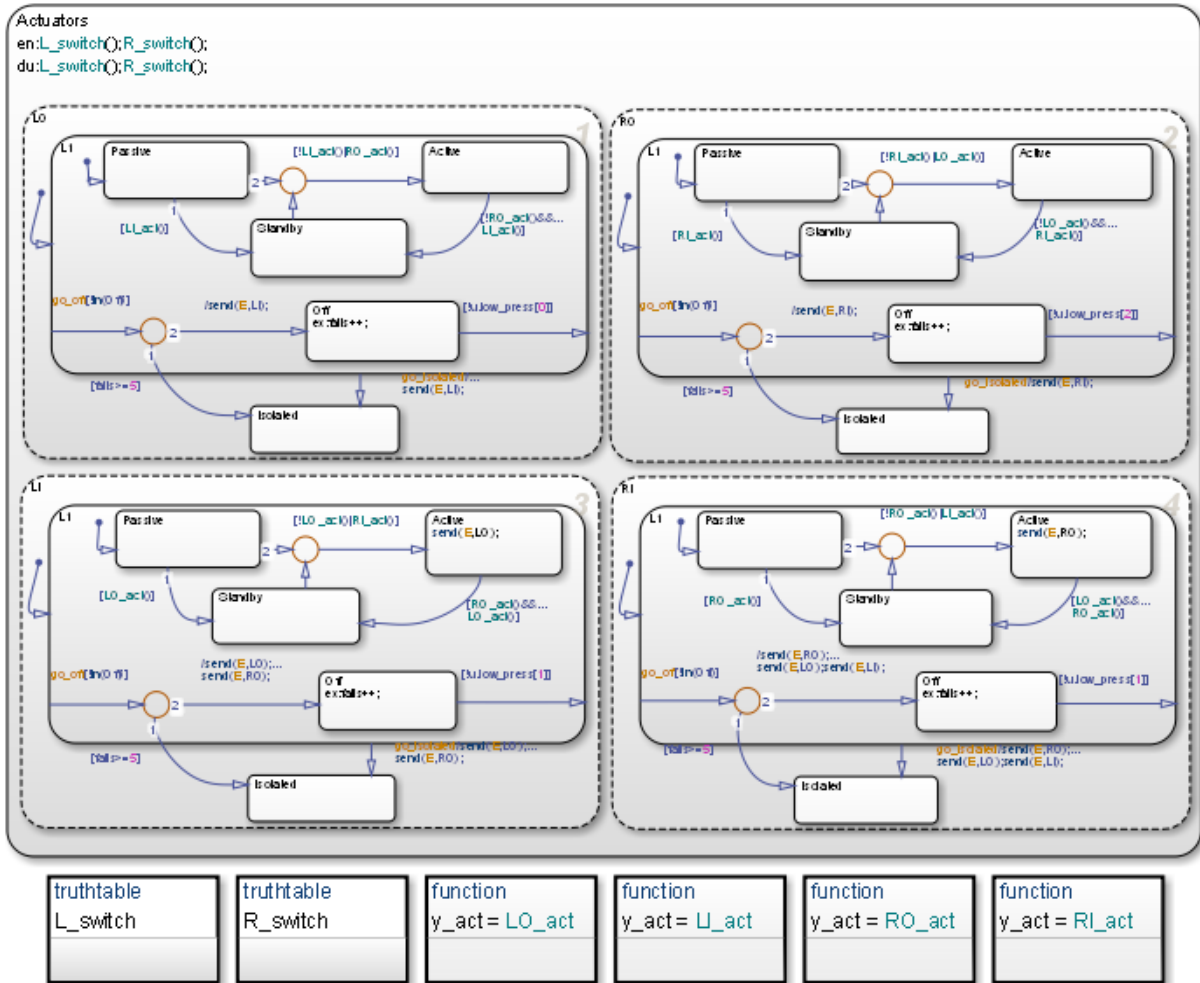 Actuators
en:L_switch();R_switch();
du:L_switch();R_switch();
LO
1
L1
Passive
[!LI_act()|RO_act()]
Active
2
1
[LI_act()]
Standby
[!RO_act()&&...
LI_act()]
go_off[!in(Off)]
/send(E,LI);
Off
ex:fails++;
[!u.low_press[0]]
2
1
[fails>=5]
go_isolated/...
send(E,LI);
Isolated
RO
2
L1
Passive
[!RI_act()|LO_act()]
Active
2
1
[RI_act()]
Standby
[!LO_act()&&...
RI_act()]
go_off[!in(Off)]
/send(E,RI);
Off
ex:fails++;
[!u.low_press[2]]
2
1
[fails>=5]
go_isolated/send(E,RI);
Isolated
LI
3
L1
Passive
[!LO_act()|RI_act()]
Active
send(E,LO);
2
1
[LO_act()]
Standby
[RO_act()&&...
LO_act()]
go_off[!in(Off)]
/send(E,LO);...
send(E,RO);
Off
ex:fails++;
[!u.low_press[1]]
2
1
[fails>=5]
go_isolated/send(E,LO);...
send(E,RO);
Isolated
RI
4
L1
Passive
[!RO_act()|LI_act()]
Active
send(E,RO);
2
1
[RO_act()]
Standby
[LO_act()&&...
RO_act()]
go_off[!in(Off)]
/send(E,RO);...
send(E,LO);send(E,LI);
Off
ex:fails++;
[!u.low_press[1]]
2
1
[fails>=5]
go_isolated/send(E,RO);...
send(E,LO);send(E,LI);
Isolated
truthtable
L_switch
truthtable
R_switch
function
y_act = LO_act
function
y_act = LI_act
function
y_act = RO_act
function
y_act = RI_act